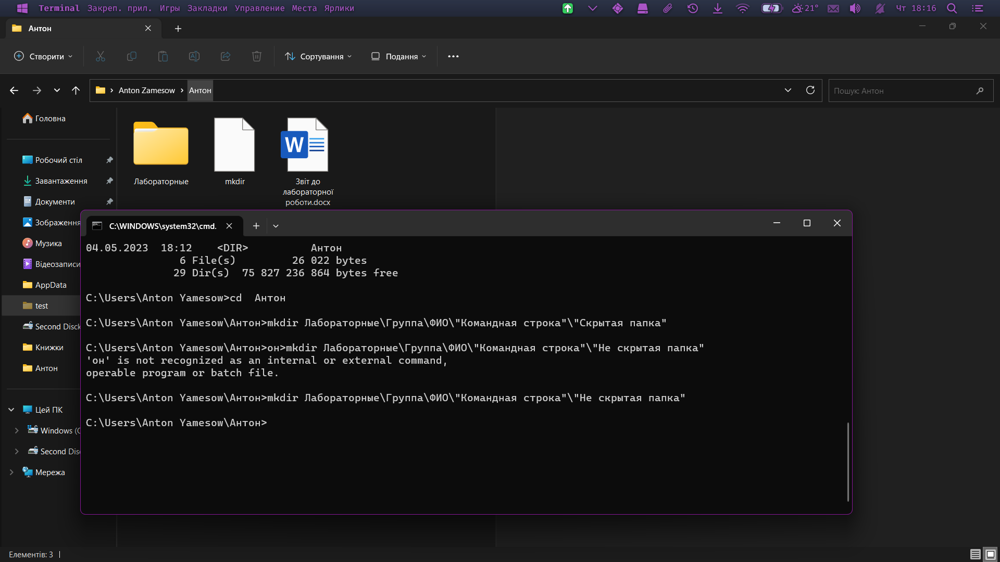 Terminal Закреп. прил. Игры Закладки Управление Места Ярлики
21° Чт 18:16
Антон
Створити
Сортування
Подання
Anton Zamesow › Антон
Пошук: Антон
Головна
Робочий стіл
Завантаження
Документи
Зображення
Музика
Відеозаписи
AppData
test
Second Disck
Книжки
Антон
Цей ПК
Windows (C
Second Dis
Мережа
Лабораторные
mkdir
Звіт до
лабораторної
роботи.docx
C:\WINDOWS\system32\cmd.
04.05.2023  18:12    <DIR>          Антон
6 File(s)         26 022 bytes
29 Dir(s)  75 827 236 864 bytes free
C:\Users\Anton Yamesow>cd  Антон
C:\Users\Anton Yamesow\Антон>mkdir Лабораторные\Группа\ФИО\"Командная строка"\"Скрытая папка"
C:\Users\Anton Yamesow\Антон>он>mkdir Лабораторные\Группа\ФИО\"Командная строка"\"Не скрытая папка"
'он' is not recognized as an internal or external command,
operable program or batch file.
C:\Users\Anton Yamesow\Антон>mkdir Лабораторные\Группа\ФИО\"Командная строка"\"Не скрытая папка"
C:\Users\Anton Yamesow\Антон>
Елементів: 3